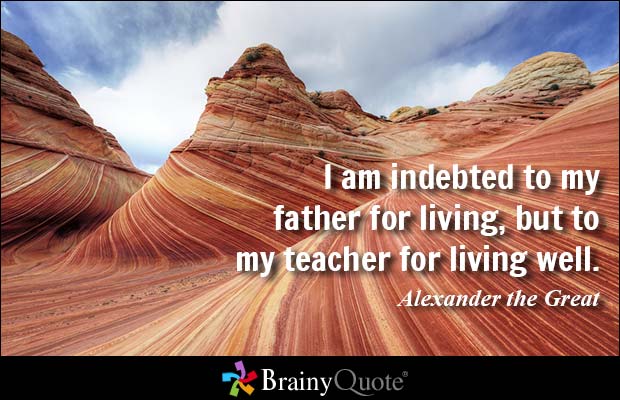 I am indebted to my
father for living, but to
my teacher for living well.
Alexander the Great
BrainyQuote®